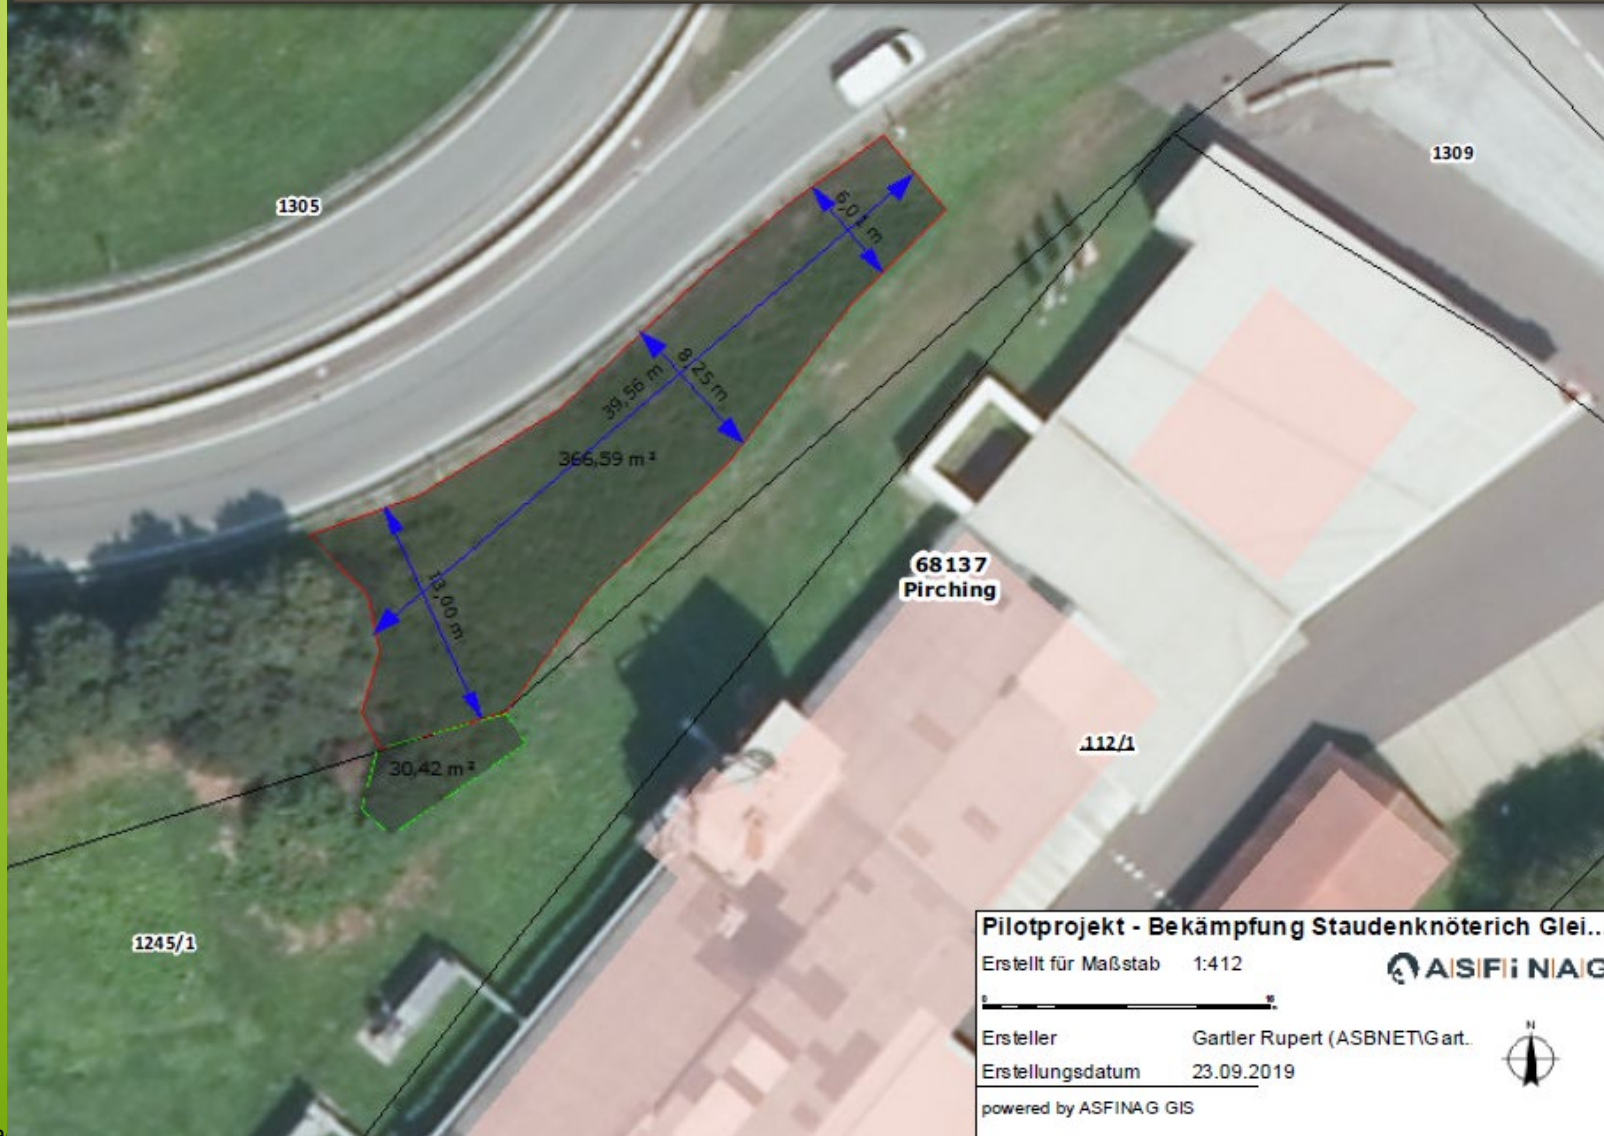 1305
1309
6,01 m
8,25 m
39,56 m
366,59 m²
13,00 m
68137
Pirching
.112/1
30,42 m²
1245/1
Pilotprojekt - Bekämpfung Staudenknöterich Glei...
Erstellt für Maßstab 1:412
ASFiNAG
0
Ersteller Gartler Rupert (ASBNET\Gart.
N
Erstellungsdatum 23.09.2019
powered by ASFINAG GIS